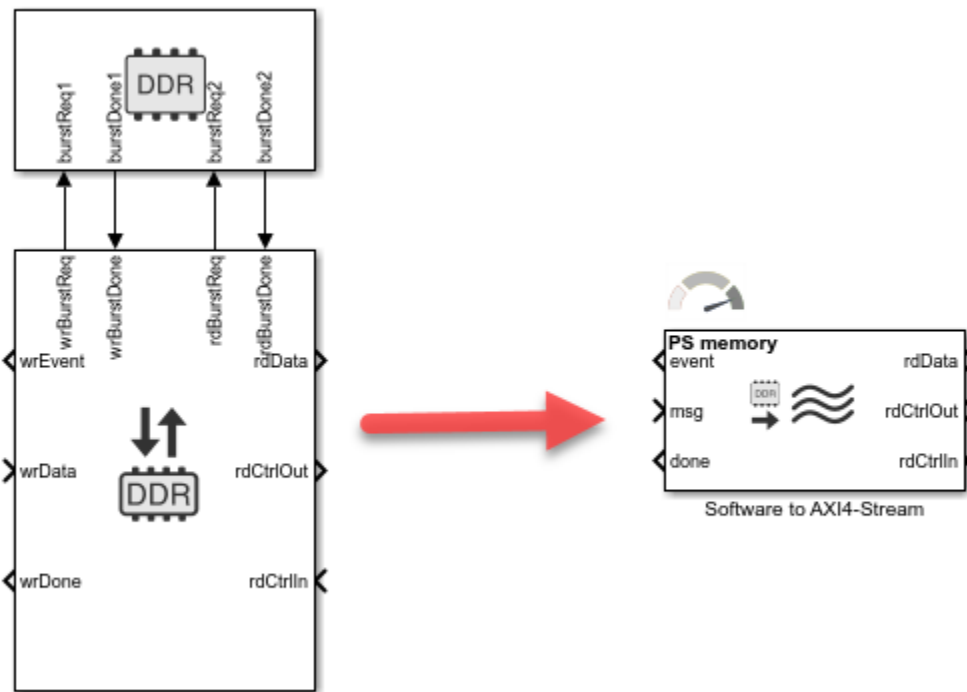 burstReq1
burstDone1
DDR
burstReq2
burstDone2
wrBurstReq
wrBurstDone
rdBurstReq
rdBurstDone
wrEvent
rdData
wrData
DDR
rdCtrlOut
wrDone
rdCtrlIn
PS memory
event
rdData
DDR
msg
rdCtrlOut
done
rdCtrlIn
Software to AXI4-Stream